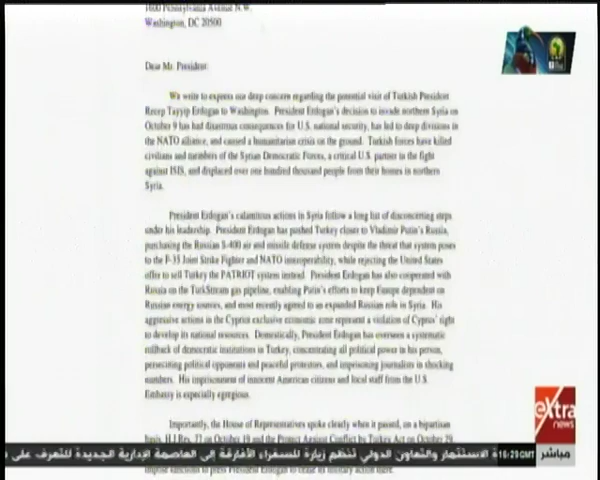 1600 Pennsylvania Avenue N.W.
Washington, DC 20500
Dear Mr. President:
We write to express our deep concern regarding the potential visit of Turkish President
Recep Tayyip Erdogan to Washington. President Erdogan's decision to invade northern Syria on
October 9 has had disastrous consequences for U.S. national security, has led to deep divisions in
the NATO alliance, and caused a humanitarian crisis on the ground. Turkish forces have killed
civilians and members of the Syrian Democratic Forces, a critical U.S. partner in the fight
against ISIS, and displaced over one hundred thousand people from their homes in northern
Syria.
President Erdogan's calamitous actions in Syria follow a long list of disconcerting steps
under his leadership. President Erdogan has pushed Turkey closer to Vladimir Putin's Russia,
purchasing the Russian S-400 air and missile defense system despite the threat that system poses
to the F-35 Joint Strike Fighter and NATO interoperability, while rejecting the United States
offer to sell Turkey the PATRIOT system instead. President Erdogan has also cooperated with
Russia on the TurkStream gas pipeline, enabling Putin's efforts to keep Europe dependent on
Russian energy sources, and most recently agreed to an expanded Russian role in Syria. His
aggressive actions in the Cypriot exclusive economic zone represent a violation of Cyprus' right
to develop its national resources. Domestically, President Erdogan has overseen a systematic
rollback of democratic institutions in Turkey, concentrating all political power in his person,
persecuting political opponents and peaceful protestors, and imprisoning journalists in shocking
numbers. His imprisonment of innocent American citizens and local staff from the U.S.
Embassy is especially egregious.
Importantly, the House of Representatives spoke clearly when it passed, on a bipartisan
basis, H.J.Res. 77 on October 19 and the Protect Against Conflict by Turkey Act on October 29,
impose sanctions to press President Erdogan to cease its military action there.
eXtra
news
مباشر
16:29GMT
ة الاستثمار والتعاون الدولي تنظم زيارة للسفراء الأفارقة إلى العاصمة الإدارية الجديدة للتعرف على